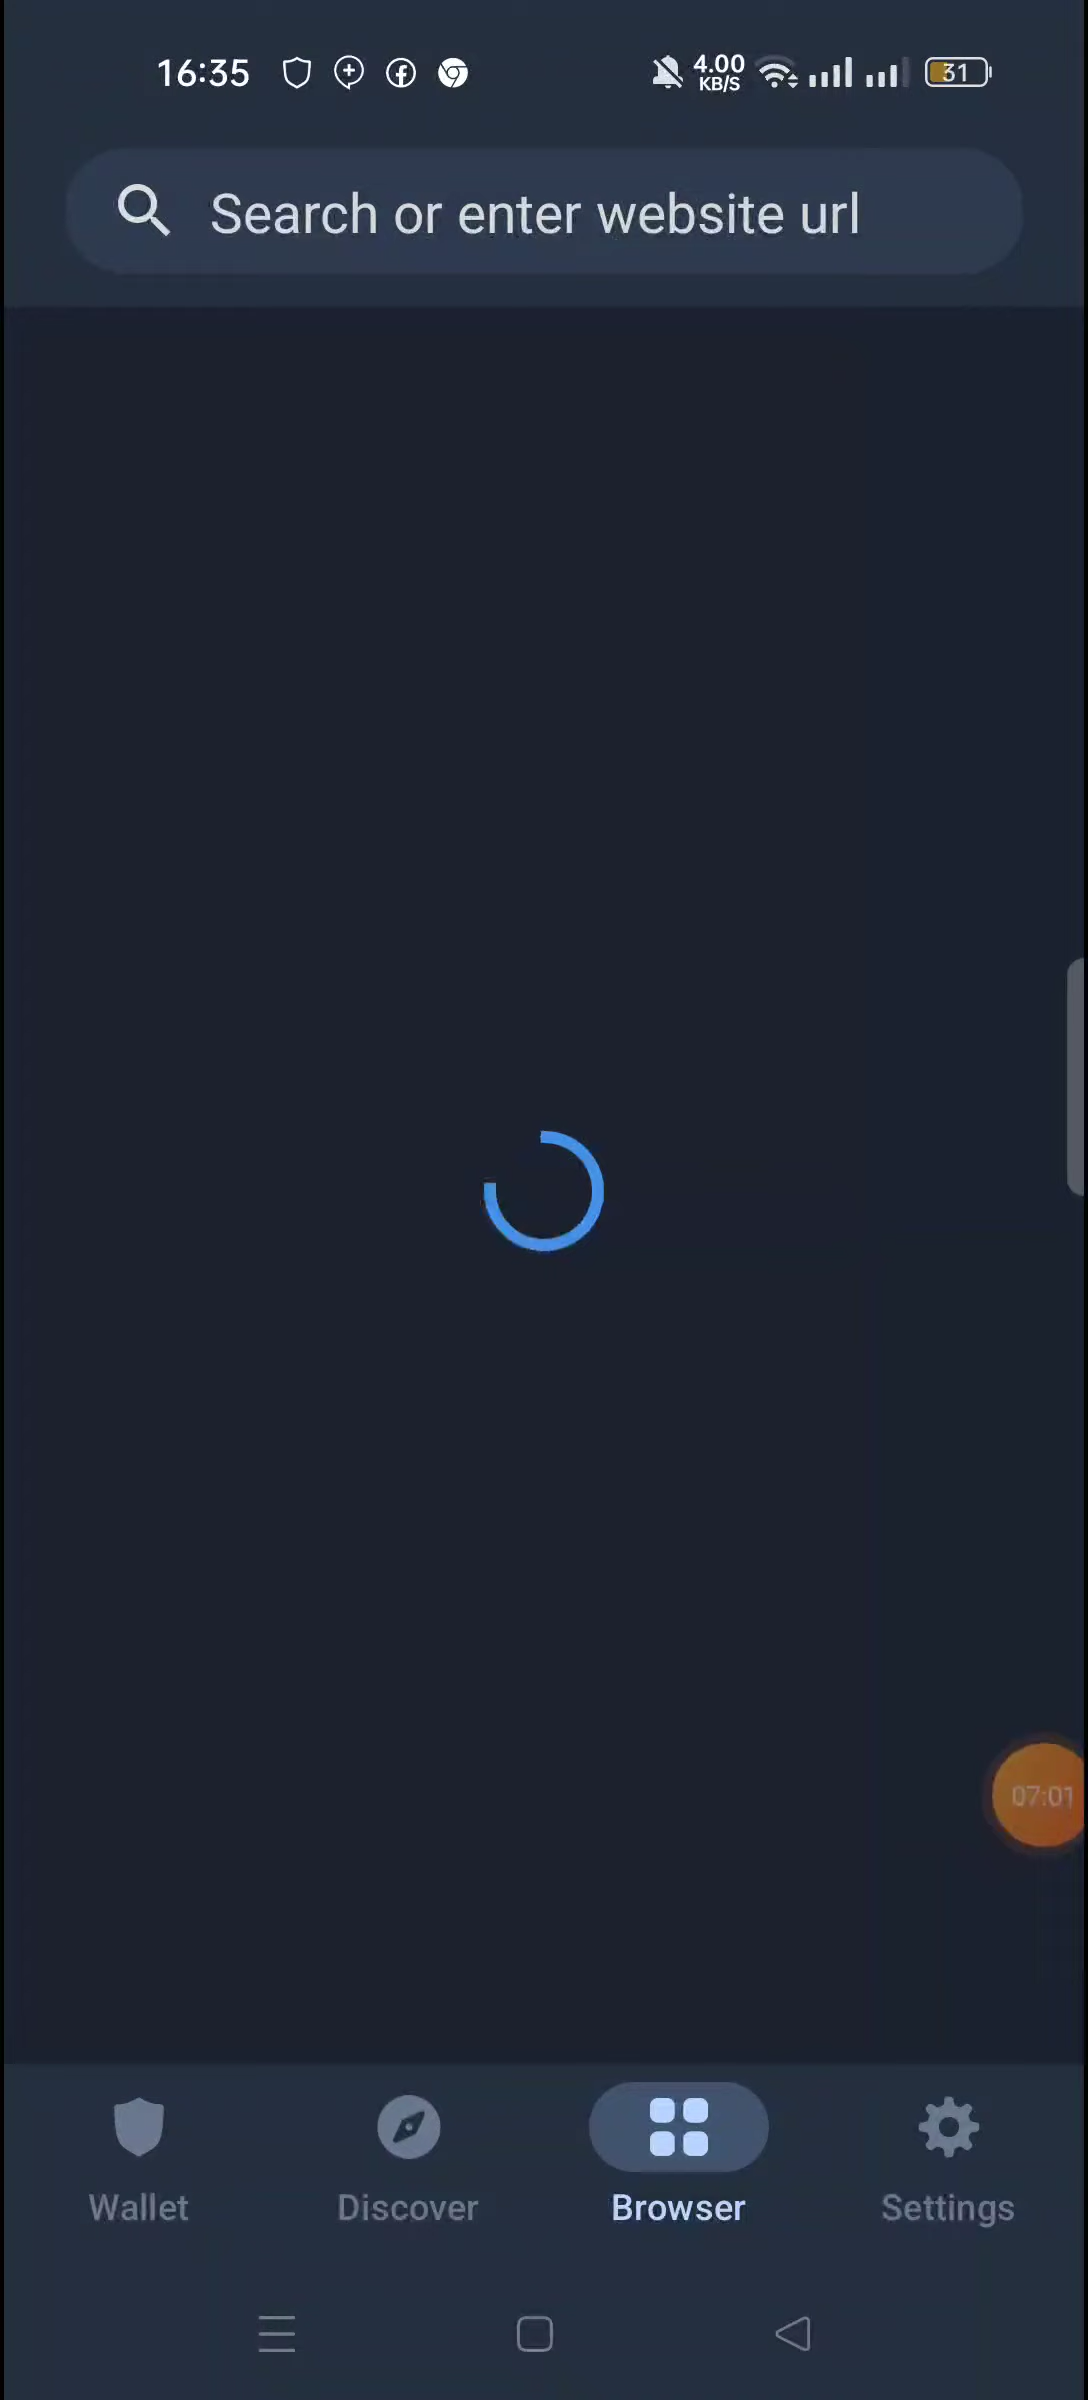 16:35
4.00
KB/S
31
Search or enter website url
07:01
Wallet
Discover
Browser
Settings